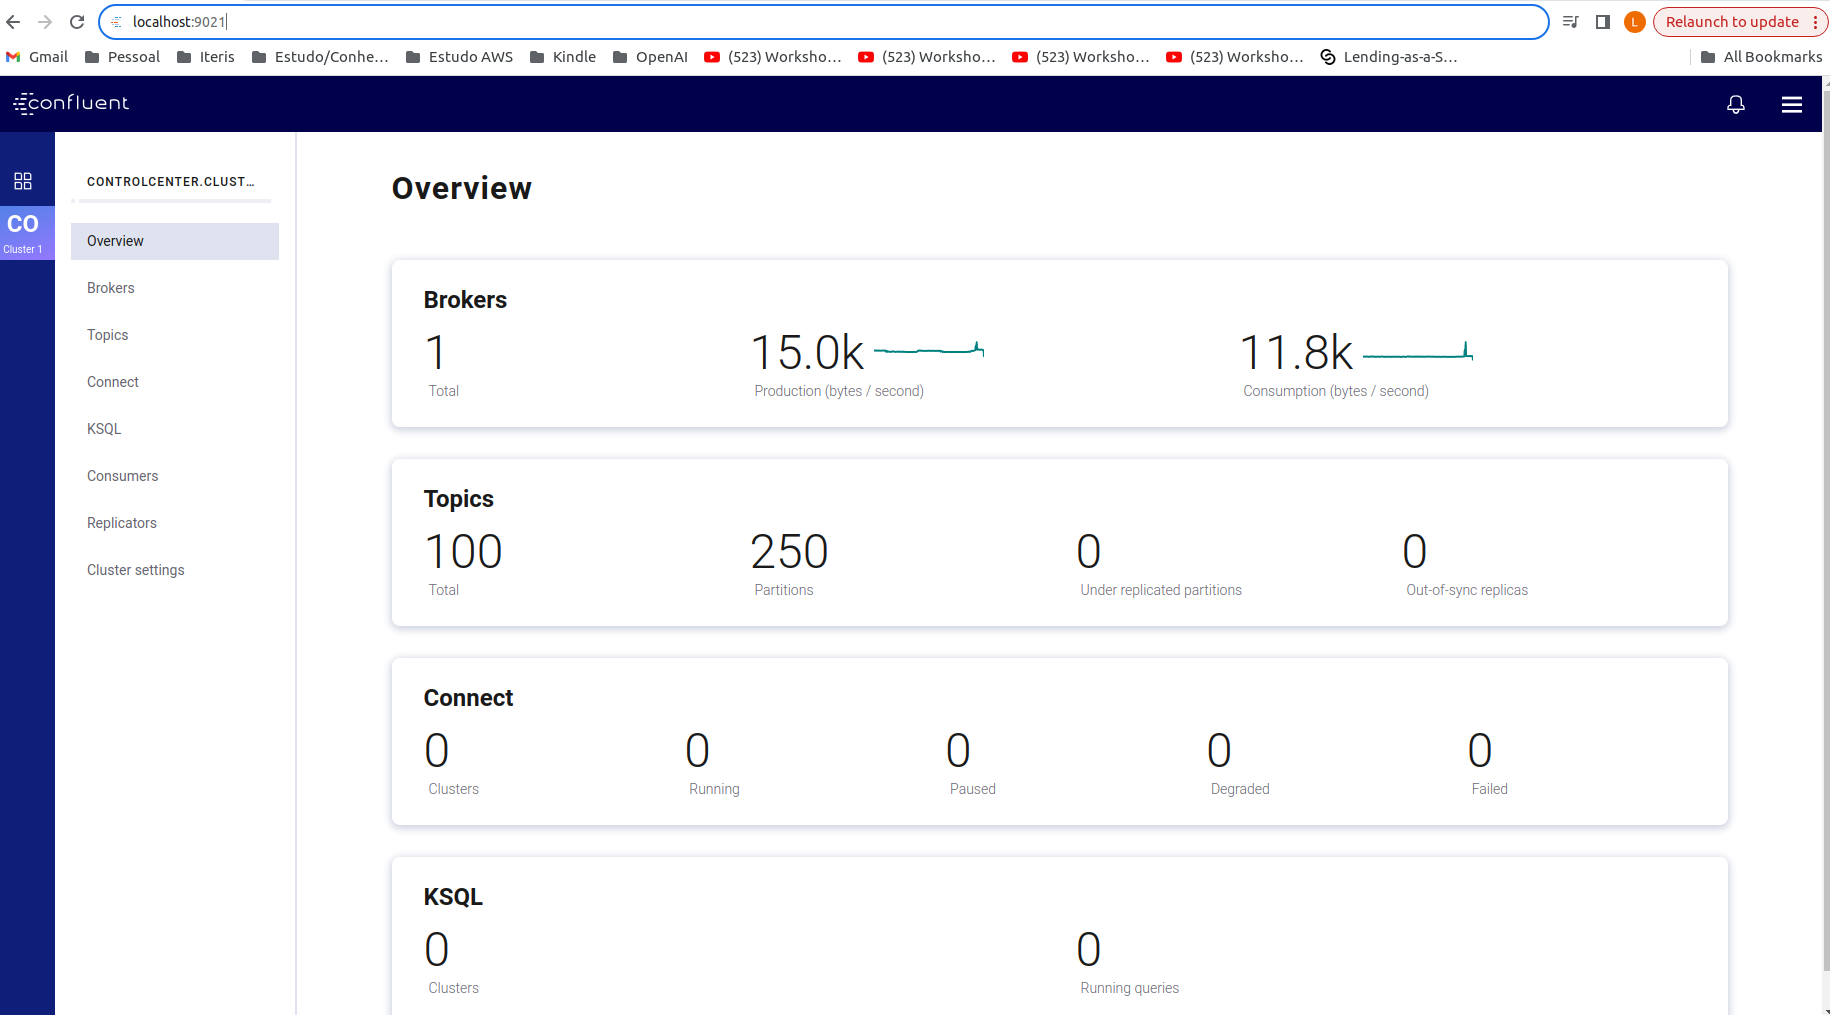 localhost:9021
L
Relaunch to update
Gmail Pessoal Iteris Estudo/Conhe... Estudo AWS Kindle OpenAI (523) Worksho... (523) Worksho... (523) Worksho... (523) Worksho... Lending-as-a-S... All Bookmarks
confluent
CO
Cluster 1
CONTROLCENTER.CLUST...
Overview
Brokers
Topics
Connect
KSQL
Consumers
Replicators
Cluster settings
Overview
Brokers
1 15.0k 11.8k
Total Production (bytes / second) Consumption (bytes / second)
Topics
100 250 0 0
Total Partitions Under replicated partitions Out-of-sync replicas
Connect
0 0 0 0 0
Clusters Running Paused Degraded Failed
KSQL
0 0
Clusters Running queries